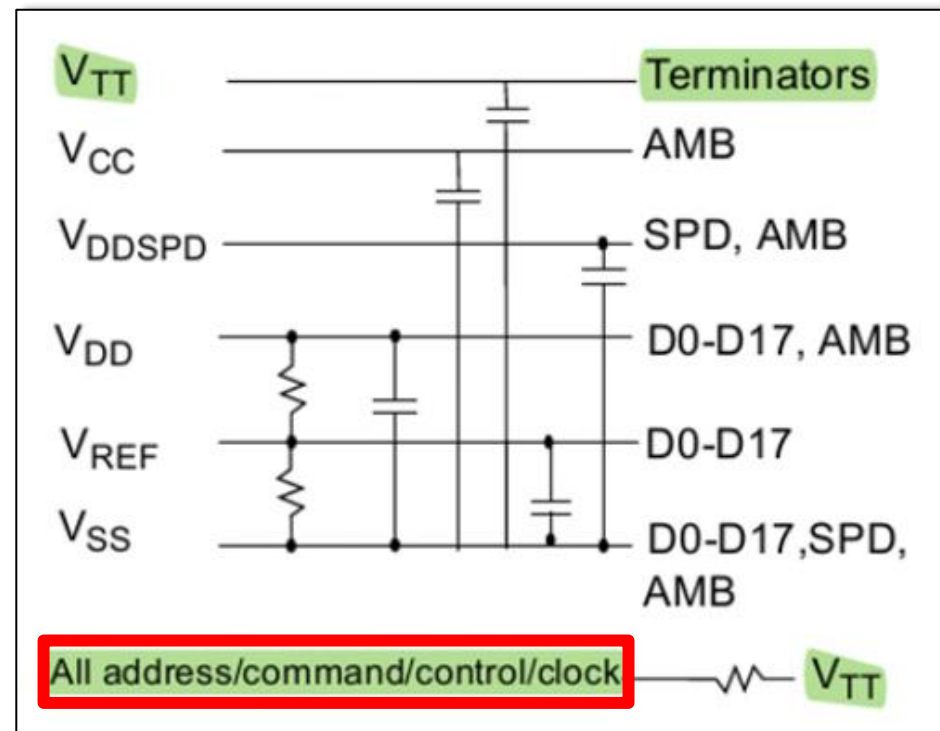 VTT Terminators
VCC AMB
VDDSPD SPD, AMB
VDD D0-D17, AMB
VREF D0-D17
VSS D0-D17,SPD,
AMB
All address/command/control/clock VTT